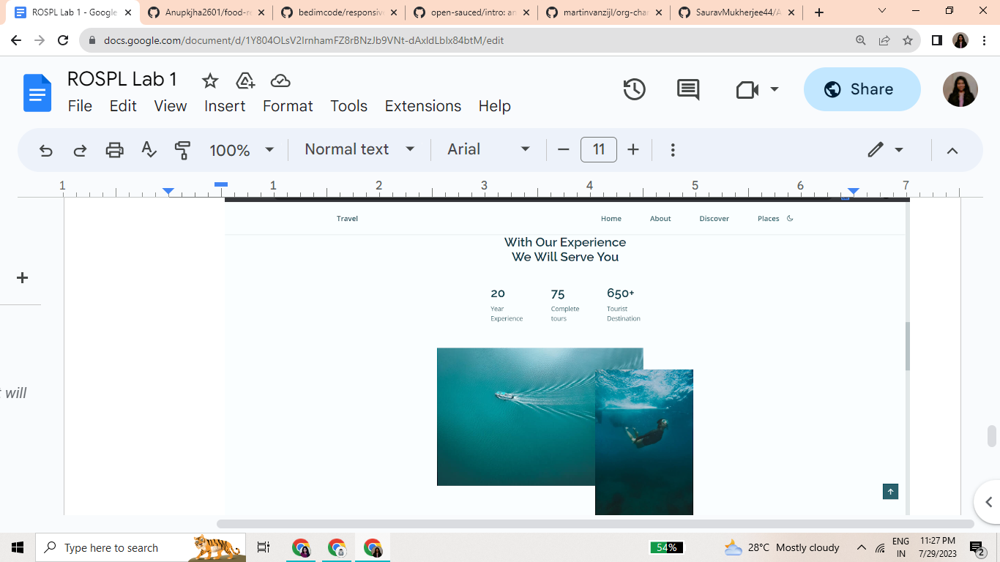 ROSPL Lab 1 - Google
Anupkjha2601/food-re
bedimcode/responsive
open-sauced/intro: an
martinvanzijl/org-char
SauravMukherjee44/A
docs.google.com/document/d/1Y804OLsV2IrnhamFZ8rBNzJb9VNt-dAxIdLbIx84btM/edit
ROSPL Lab 1
File Edit View Insert Format Tools Extensions Help
Share
100% Normal text Arial 11
1 1 2 3 4 5 6 7
Travel Home About Discover Places
With Our Experience
We Will Serve You
20 75 650+
Year Complete Tourist
Experience tours Destination
t will
Type here to search
54%
28°C Mostly cloudy
ENG
IN
11:27 PM
7/29/2023
2